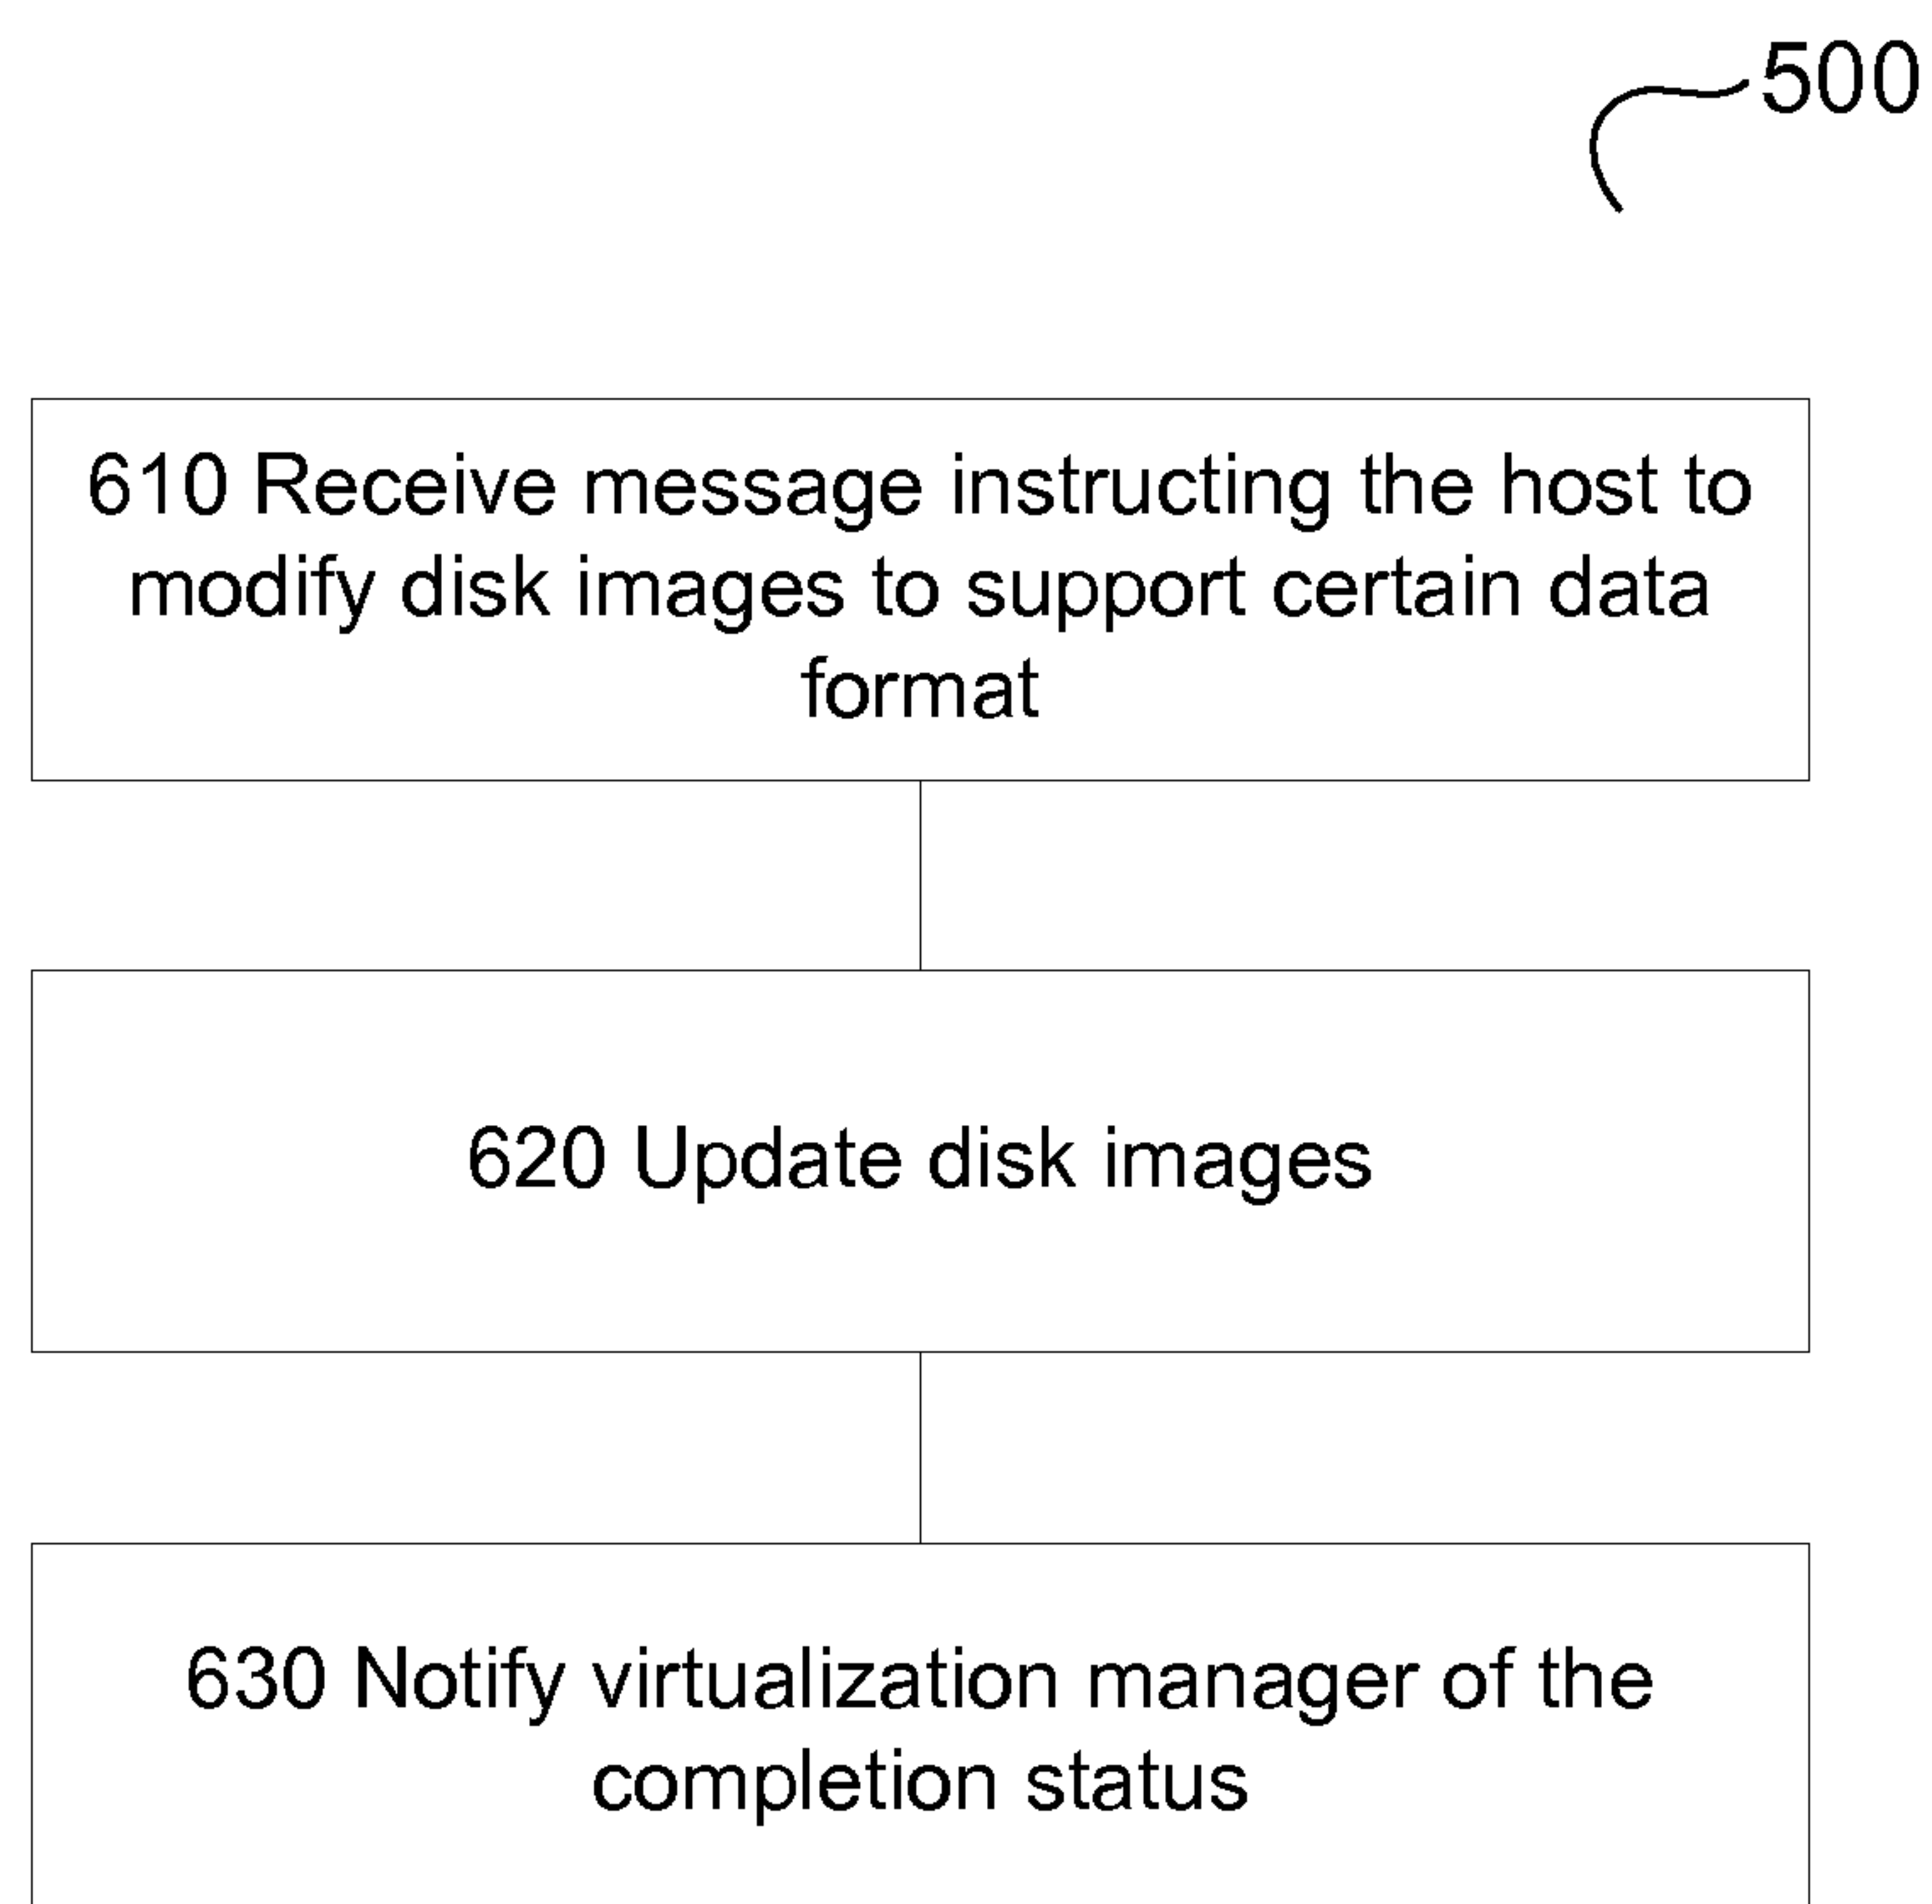 500
610 Receive message instructing the host to
modify disk images to support certain data
format
620 Update disk images
630 Notify virtualization manager of the
completion status